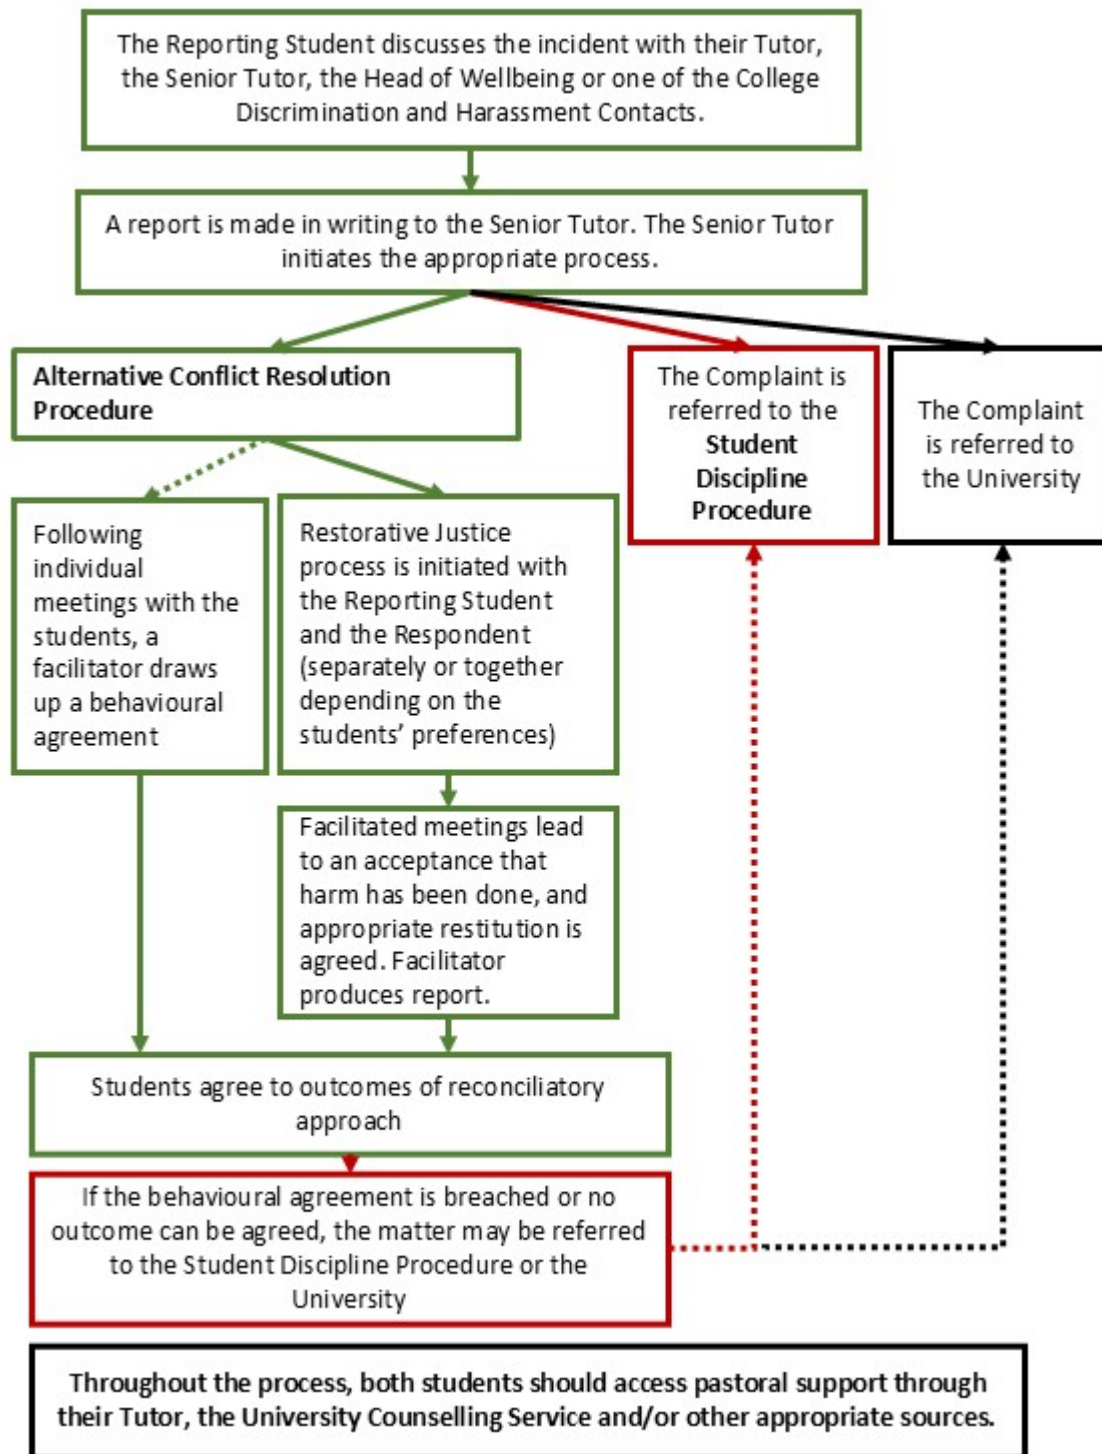 The Reporting Student discusses the incident with their Tutor,
the Senior Tutor, the Head of Wellbeing or one of the College
Discrimination and Harassment Contacts.
A report is made in writing to the Senior Tutor. The Senior Tutor
initiates the appropriate process.
Alternative Conflict Resolution
Procedure
The Complaint is
referred to the
Student
Discipline
Procedure
The Complaint
is referred to
the University
Following
individual
meetings with the
students, a
facilitator draws
up a behavioural
agreement
Restorative Justice
process is initiated with
the Reporting Student
and the Respondent
(separately or together
depending on the
students’ preferences)
Facilitated meetings lead
to an acceptance that
harm has been done, and
appropriate restitution is
agreed. Facilitator
produces report.
Students agree to outcomes of reconciliatory
approach
If the behavioural agreement is breached or no
outcome can be agreed, the matter may be referred
to the Student Discipline Procedure or the
University
Throughout the process, both students should access pastoral support through
their Tutor, the University Counselling Service and/or other appropriate sources.